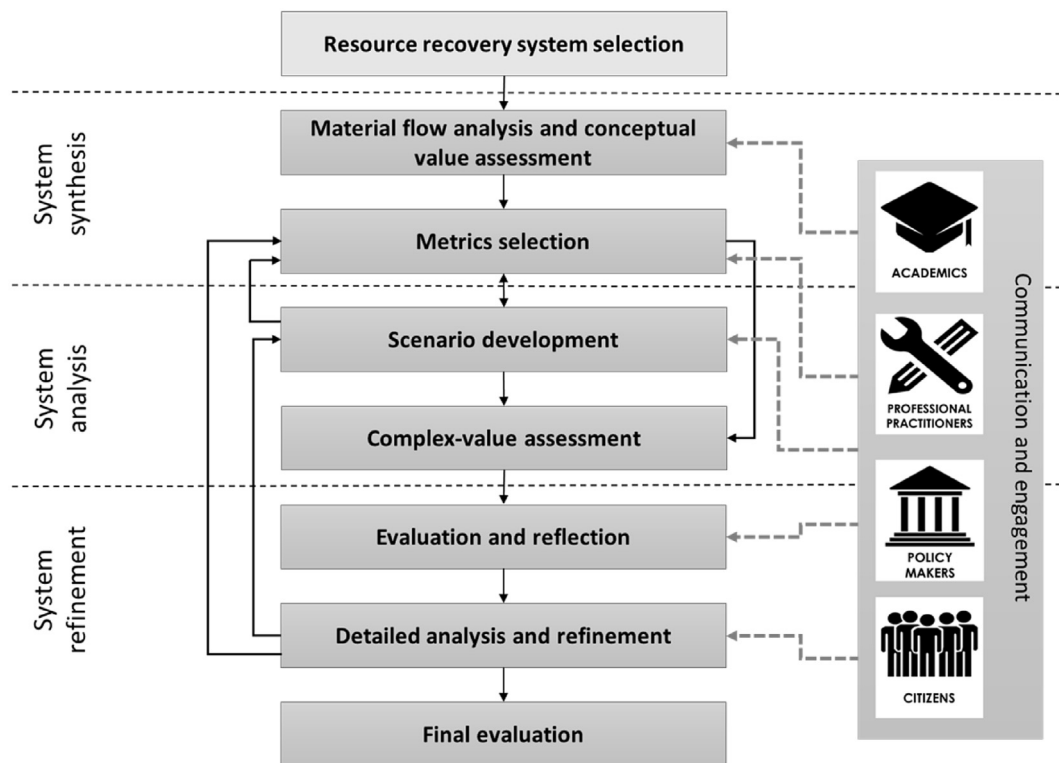 Resource recovery system selection
System
synthesis
Material flow analysis and conceptual
value assessment
Metrics selection
System
analysis
Scenario development
Complex-value assessment
System
refinement
Evaluation and reflection
Detailed analysis and refinement
Final evaluation
ACADEMICS
PROFESSIONAL
PRACTITIONERS
POLICY
MAKERS
CITIZENS
Communication and engagement